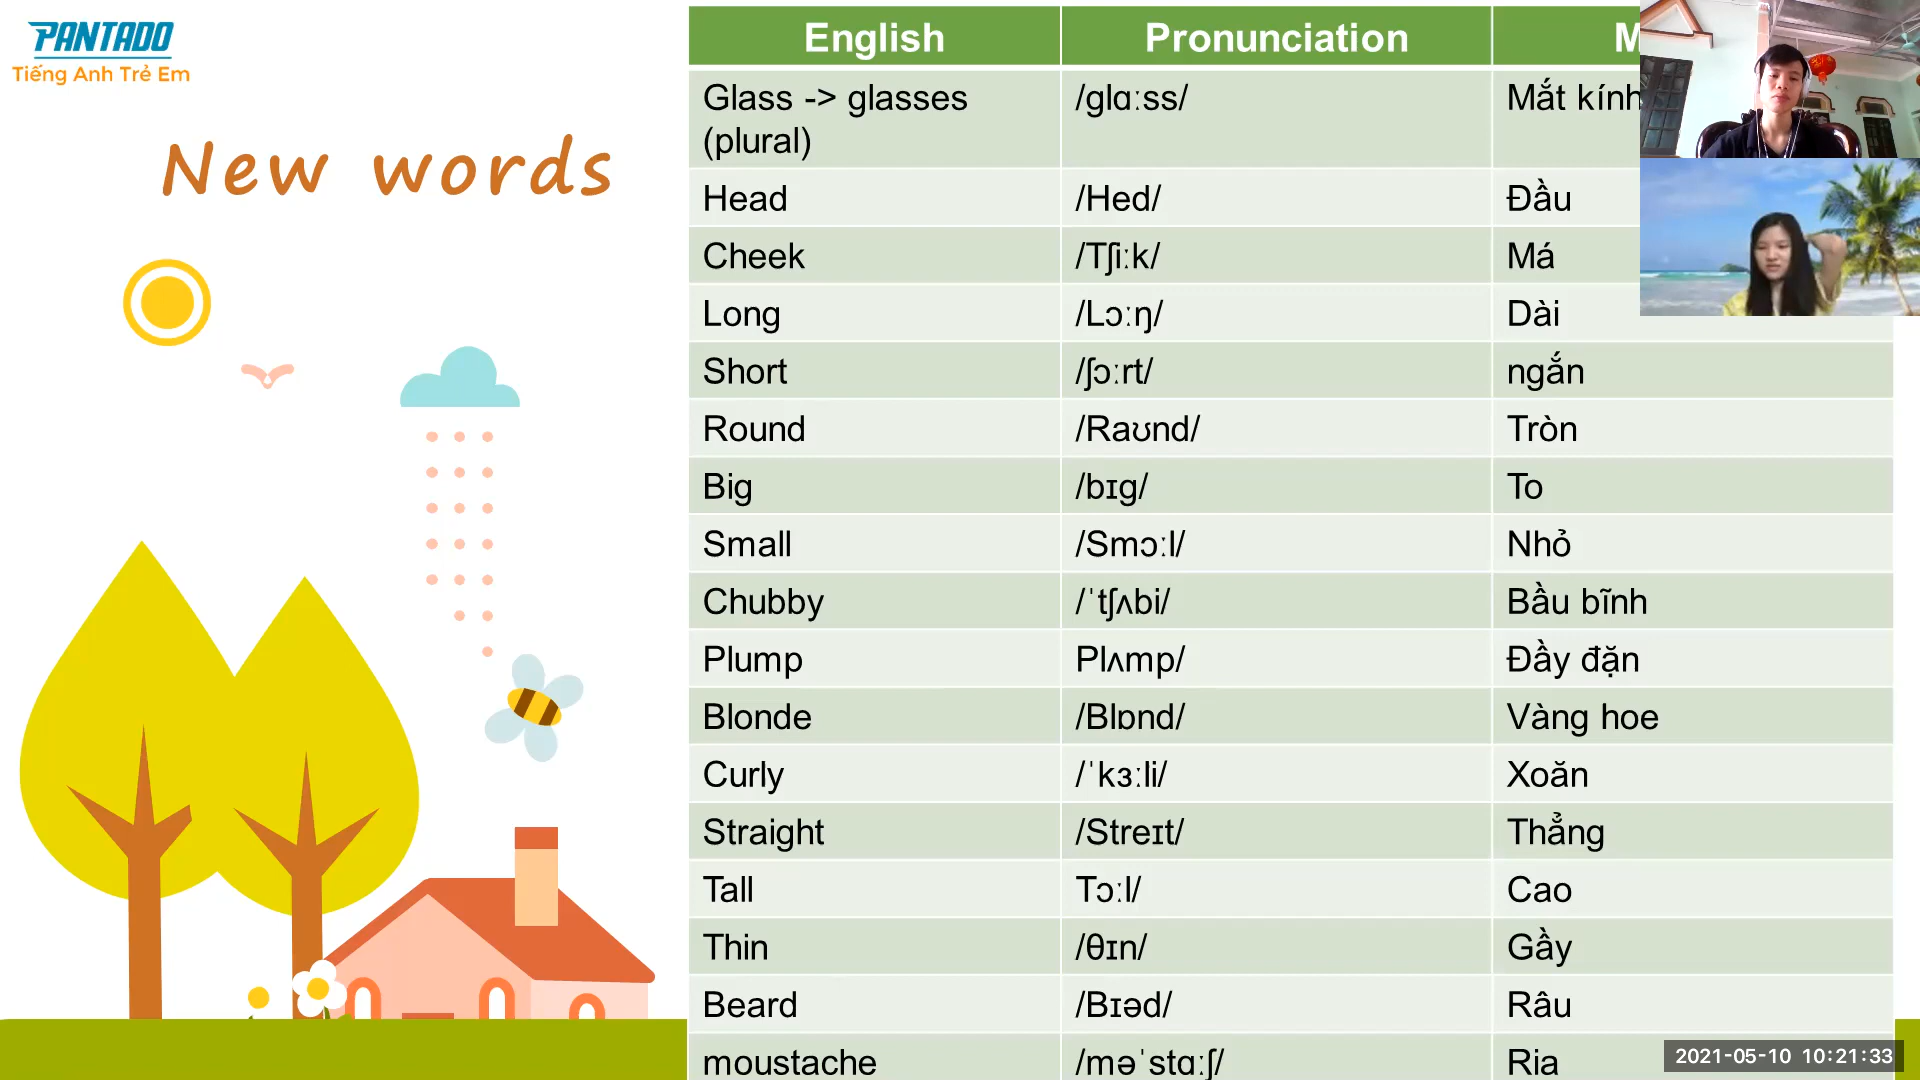 PANTADO
Tiếng Anh Trẻ Em
New words
English Pronunciation
Glass -> glasses /glɑːss/ Mắt kính
(plural)
Head /Hed/ Đầu
Cheek /Tʃiːk/ Má
Long /Lɔːŋ/ Dài
Short /ʃɔːrt/ ngắn
Round /Raʊnd/ Tròn
Big /bɪg/ To
Small /Smɔːl/ Nhỏ
Chubby /ˈtʃʌbi/ Bầu bĩnh
Plump Plʌmp/ Đầy đặn
Blonde /Blɒnd/ Vàng hoe
Curly /ˈkɜːli/ Xoăn
Straight /Streɪt/ Thẳng
Tall Tɔːl/ Cao
Thin /θɪn/ Gầy
Beard /Bɪəd/ Râu
moustache /məˈstɑːʃ/ Ria
2021-05-10 10:21:33